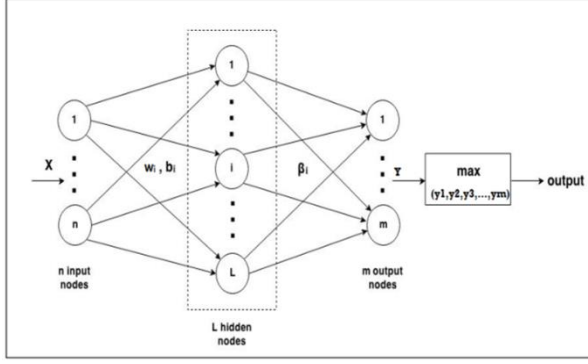 X
1
n
n input
nodes
wᵢ , bᵢ
1
i
L
L hidden
nodes
βᵢ
1
m
m output
nodes
Y
max
(y1,y2,y3,...,ym)
output